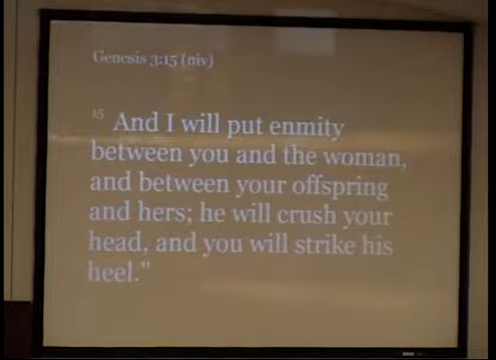 Genesis 3:15 (niv)
15 And I will put enmity
between you and the woman,
and between your offspring
and hers; he will crush your
head, and you will strike his
heel."